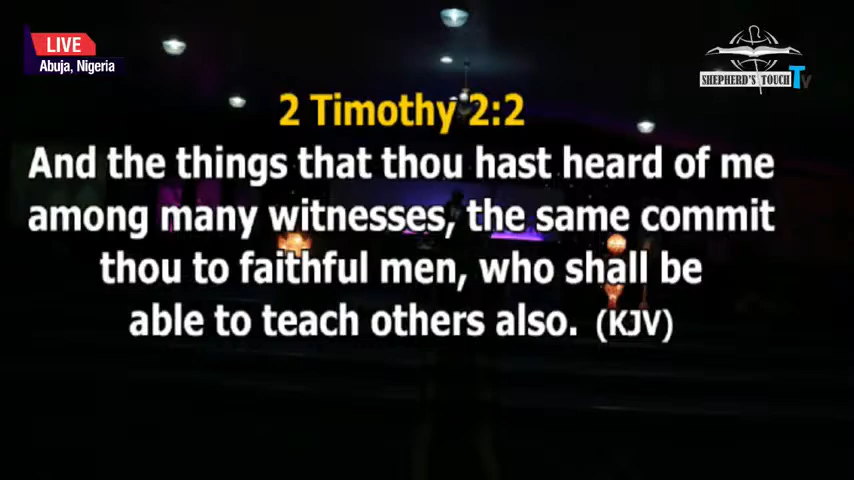 LIVE
Abuja, Nigeria
SHEPHERD'S TOUCH TV
2 Timothy 2:2
And the things that thou hast heard of me
among many witnesses, the same commit
thou to faithful men, who shall be
able to teach others also. (KJV)